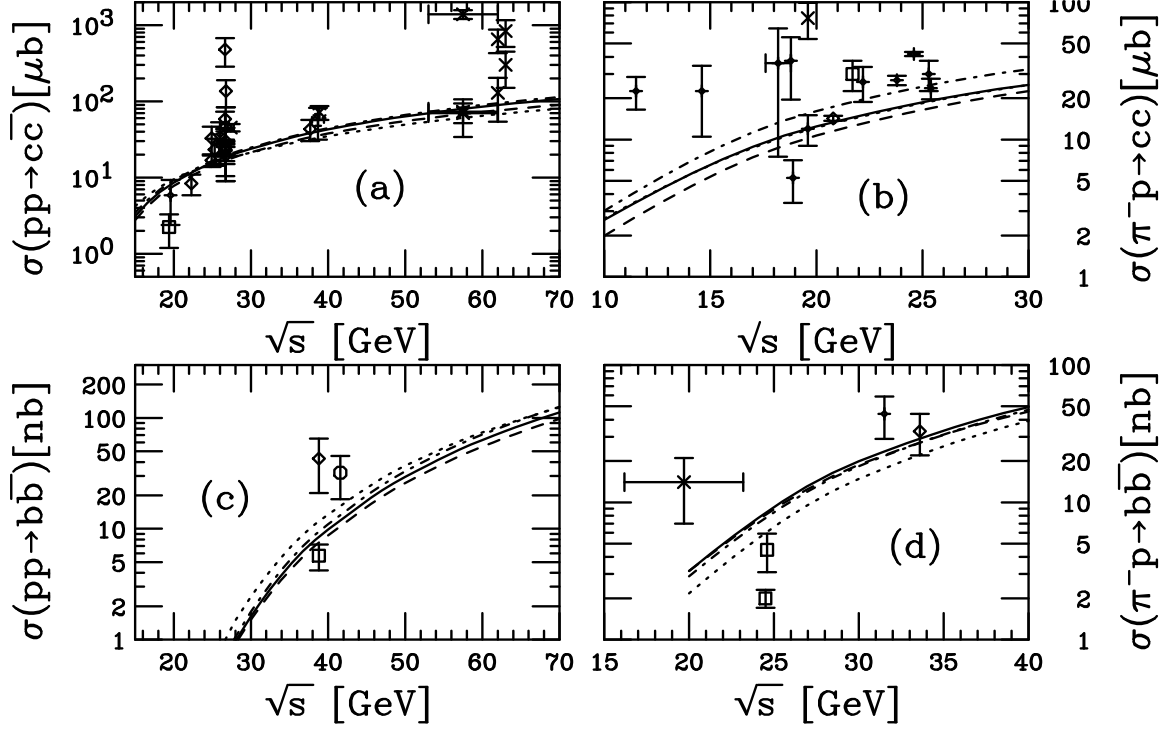 σ(pp→cc̅)[μb]
10³
10²
10¹
10⁰
(a)
20 30 40 50 60 70
√s [GeV]
100
50
20
10
5
2
1
(b)
10 15 20 25 30
√s [GeV]
σ(π⁻p→cc)[μb]
σ(pp→bb̅)[nb]
200
100
50
20
10
5
2
1
(c)
20 30 40 50 60 70
√s [GeV]
100
50
20
10
5
2
1
(d)
15 20 25 30 35 40
√s [GeV]
σ(π⁻p→bb̅)[nb]